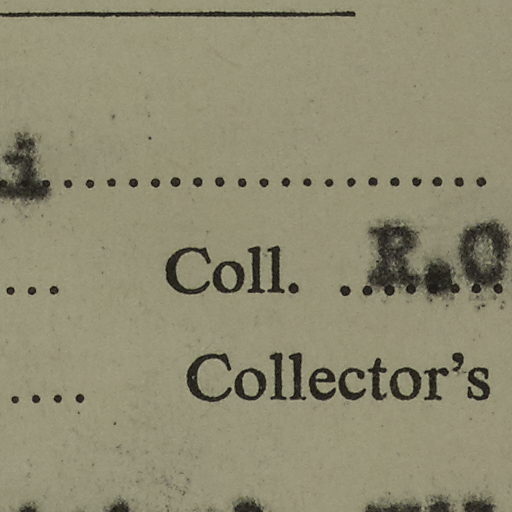 i....................
... Coll. ..R.O
.... Collector's